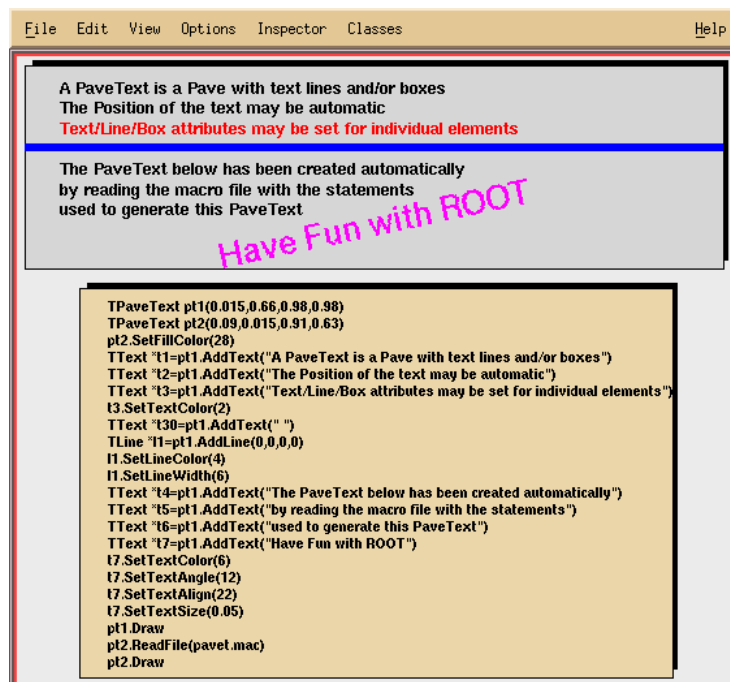 File Edit View Options Inspector Classes Help
A PaveText is a Pave with text lines and/or boxes
The Position of the text may be automatic
Text/Line/Box attributes may be set for individual elements
The PaveText below has been created automatically
by reading the macro file with the statements
used to generate this PaveText
Have Fun with ROOT
TPaveText pt1(0.015,0.66,0.98,0.98)
TPaveText pt2(0.09,0.015,0.91,0.63)
pt2.SetFillColor(28)
TText *t1=pt1.AddText("A PaveText is a Pave with text lines and/or boxes")
TText *t2=pt1.AddText("The Position of the text may be automatic")
TText *t3=pt1.AddText("Text/Line/Box attributes may be set for individual elements")
t3.SetTextColor(2)
TText *t30=pt1.AddText(" ")
TLine *l1=pt1.AddLine(0,0,0,0)
l1.SetLineColor(4)
l1.SetLineWidth(6)
TText *t4=pt1.AddText("The PaveText below has been created automatically")
TText *t5=pt1.AddText("by reading the macro file with the statements")
TText *t6=pt1.AddText("used to generate this PaveText")
TText *t7=pt1.AddText("Have Fun with ROOT")
t7.SetTextColor(6)
t7.SetTextAngle(12)
t7.SetTextAlign(22)
t7.SetTextSize(0.05)
pt1.Draw
pt2.ReadFile(pavet.mac)
pt2.Draw